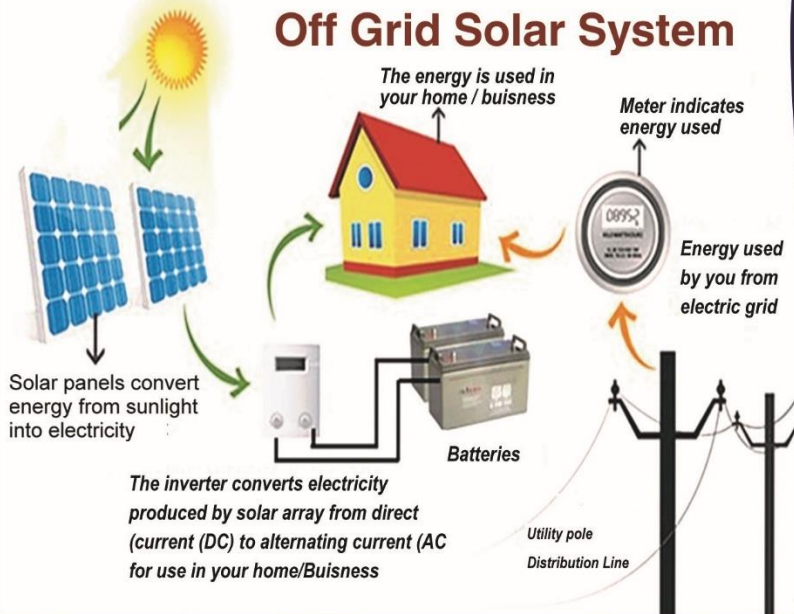 Off Grid Solar System
The energy is used in
your home / buisness
Meter indicates
energy used
Energy used
by you from
electric grid
Solar panels convert
energy from sunlight
into electricity
Batteries
The inverter converts electricity
produced by solar array from direct
(current (DC) to alternating current (AC
for use in your home/Buisness
Utility pole
Distribution Line